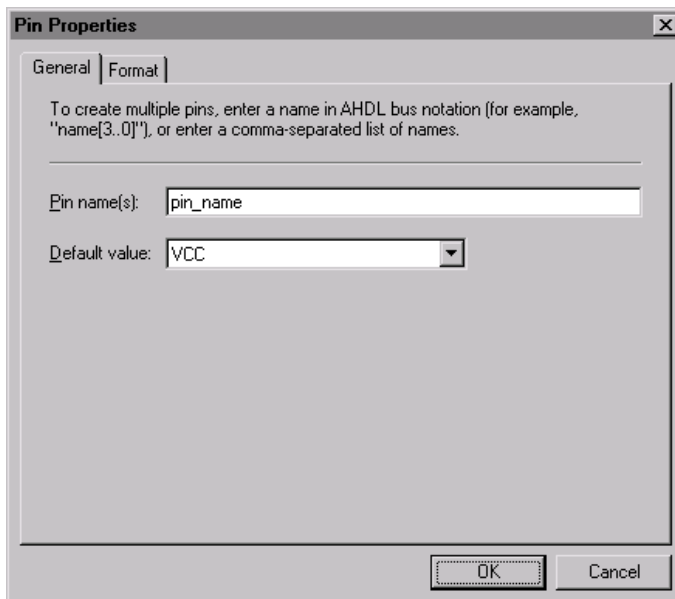 Pin Properties
General Format
To create multiple pins, enter a name in AHDL bus notation (for example,
"name[3..0]"), or enter a comma-separated list of names.
Pin name(s): pin_name
Default value: VCC
OK Cancel